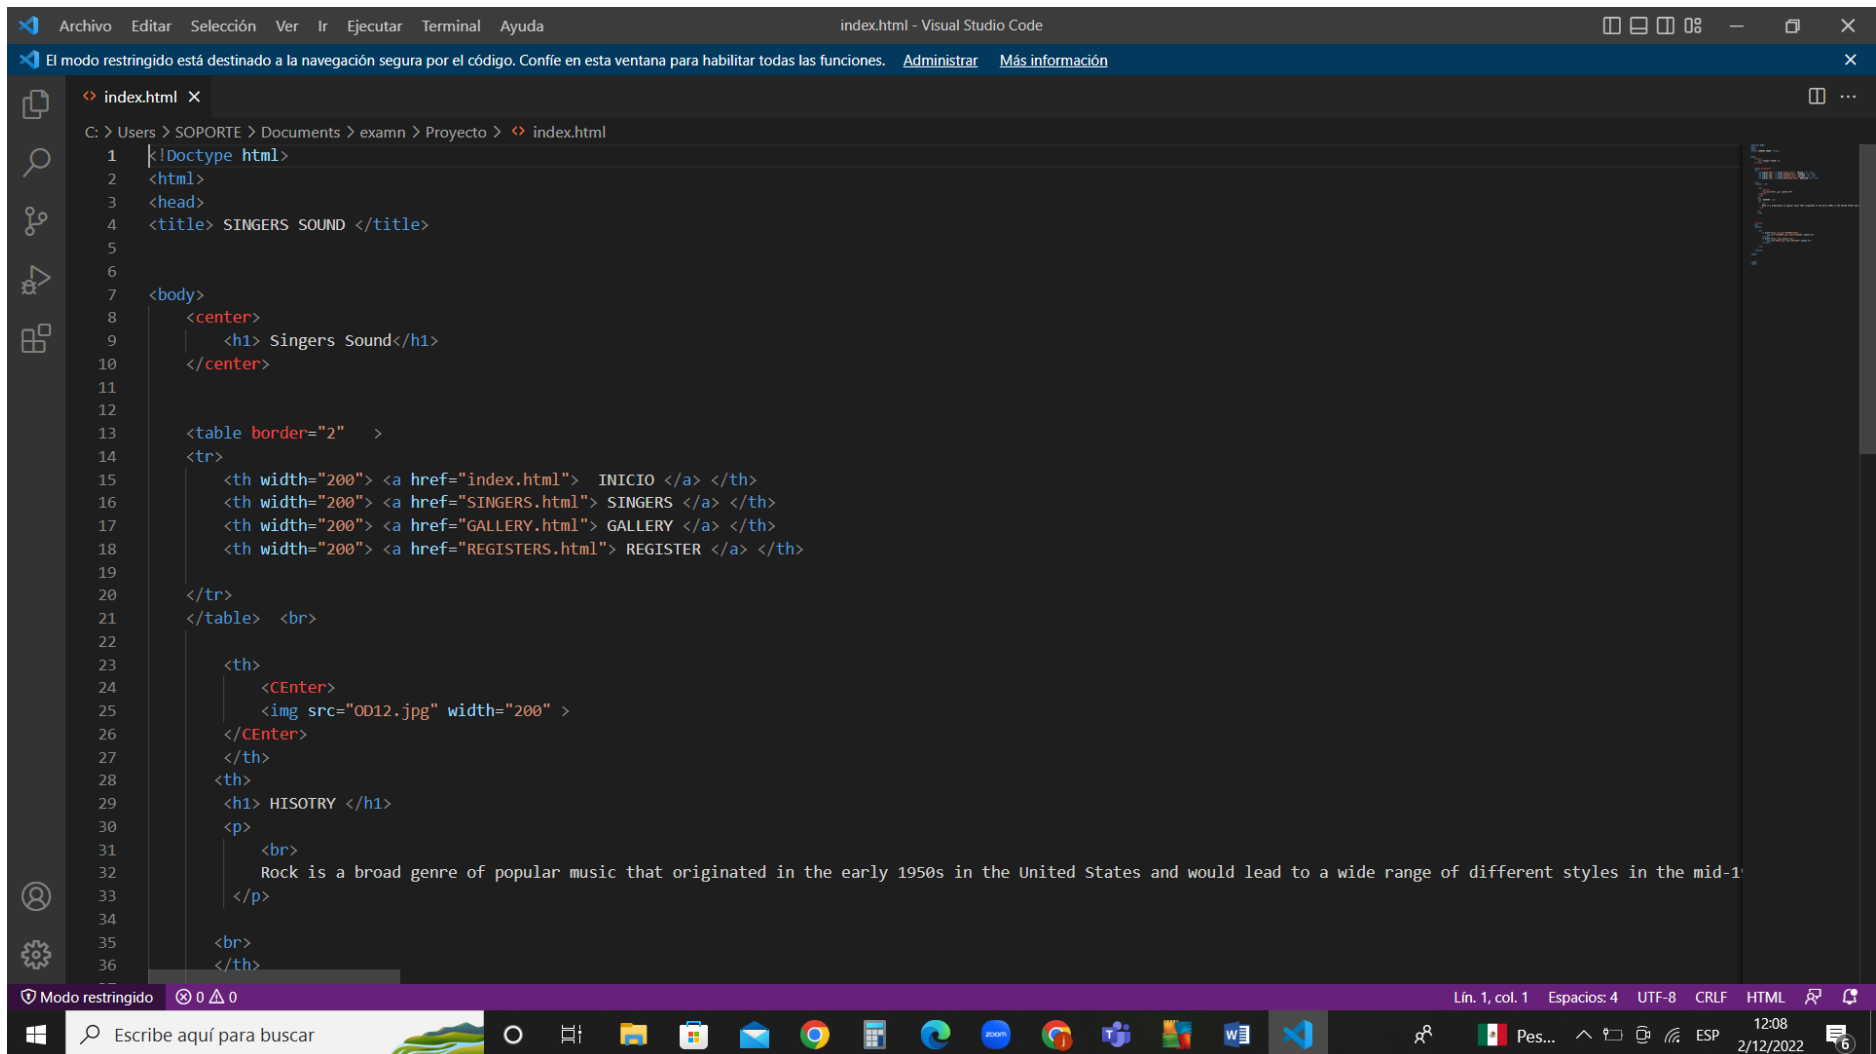 Archivo Editar Selección Ver Ir Ejecutar Terminal Ayuda index.html - Visual Studio Code
El modo restringido está destinado a la navegación segura por el código. Confíe en esta ventana para habilitar todas las funciones. Administrar Más información
index.html
C: > Users > SOPORTE > Documents > examn > Proyecto > <> index.html
1 <!Doctype html>
2 <html>
3 <head>
4 <title> SINGERS SOUND </title>
5
6
7 <body>
8 <center>
9 <h1> Singers Sound</h1>
10 </center>
11
12
13 <table border="2" >
14 <tr>
15 <th width="200"> <a href="index.html"> INICIO </a> </th>
16 <th width="200"> <a href="SINGERS.html"> SINGERS </a> </th>
17 <th width="200"> <a href="GALLERY.html"> GALLERY </a> </th>
18 <th width="200"> <a href="REGISTERS.html"> REGISTER </a> </th>
19
20 </tr>
21 </table> <br>
22
23 <th>
24 <CEnter>
25 <img src="OD12.jpg" width="200" >
26 </CEnter>
27 </th>
28 <th>
29 <h1> HISOTRY </h1>
30 <p>
31 <br>
32 Rock is a broad genre of popular music that originated in the early 1950s in the United States and would lead to a wide range of different styles in the mid-1
33 </p>
34
35 <br>
36 </th>
Modo restringido 0 0 Lín. 1, col. 1 Espacios: 4 UTF-8 CRLF HTML
Escribe aquí para buscar zoom Pes... ESP 12:08
2/12/2022 6